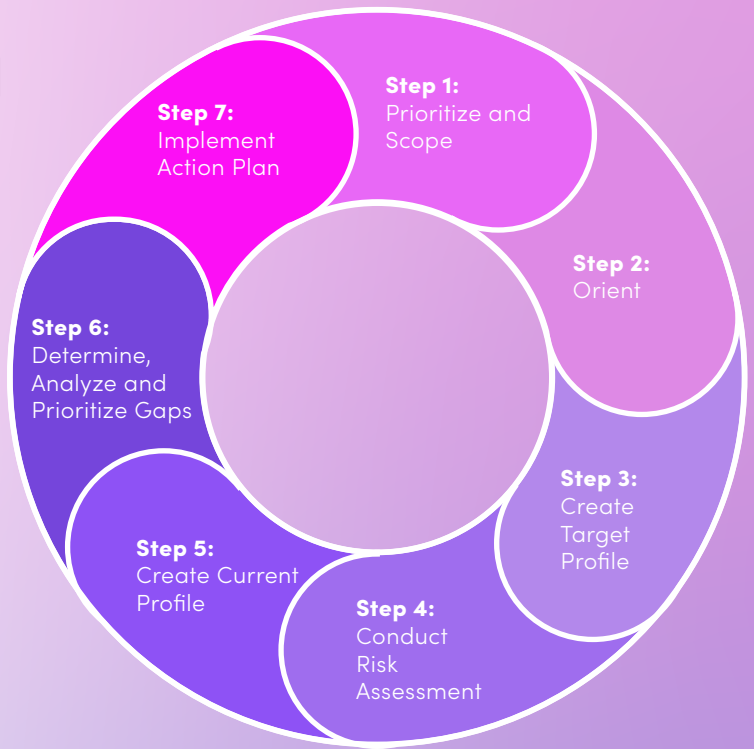 Step 1:
Prioritize and
Scope
Step 2:
Orient
Step 3:
Create
Target
Profile
Step 4:
Conduct
Risk
Assessment
Step 5:
Create Current
Profile
Step 6:
Determine,
Analyze and
Prioritize Gaps
Step 7:
Implement
Action Plan